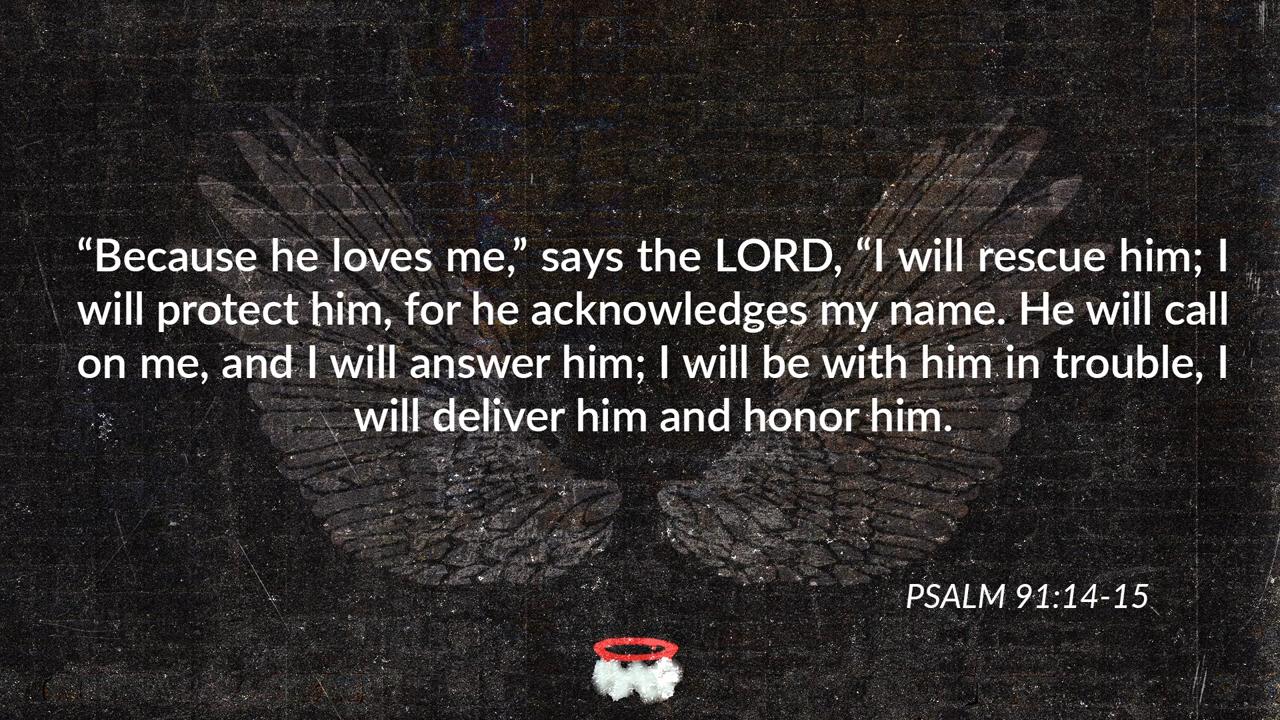 “Because he loves me,” says the LORD, “I will rescue him; I
will protect him, for he acknowledges my name. He will call
on me, and I will answer him; I will be with him in trouble, I
will deliver him and honor him.
PSALM 91:14-15